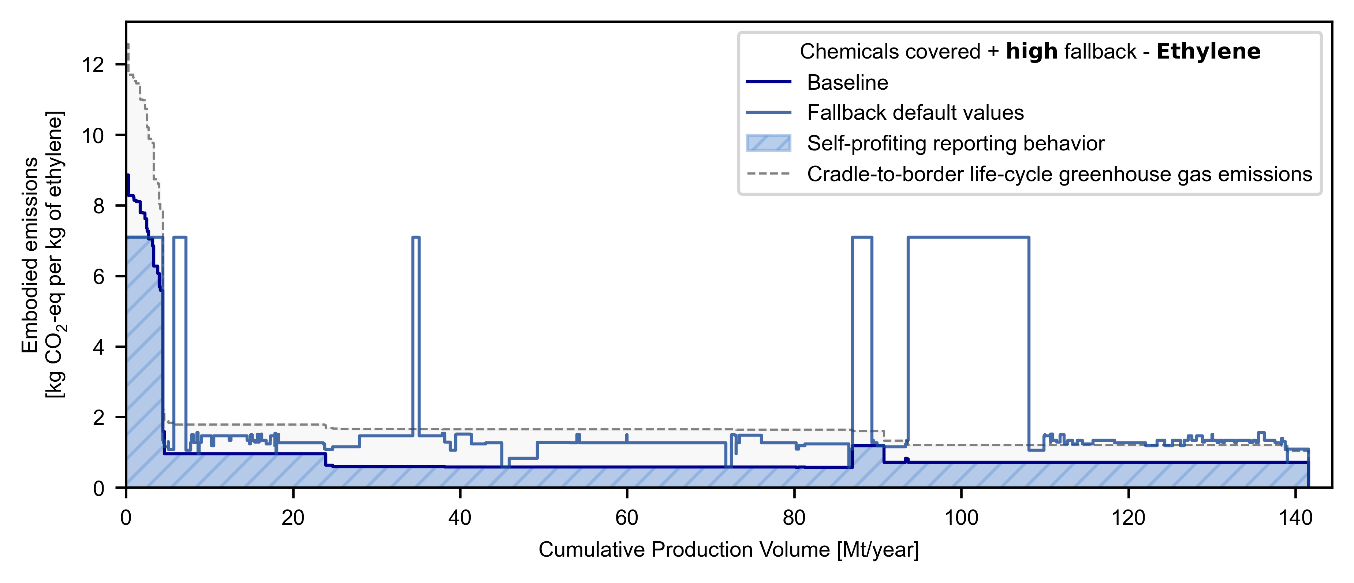 Chemicals covered + high fallback - Ethylene
Baseline
Fallback default values
Self-profiting reporting behavior
Cradle-to-border life-cycle greenhouse gas emissions
Embodied emissions
[kg CO₂-eq per kg of ethylene]
12
10
8
6
4
2
0
0 20 40 60 80 100 120 140
Cumulative Production Volume [Mt/year]